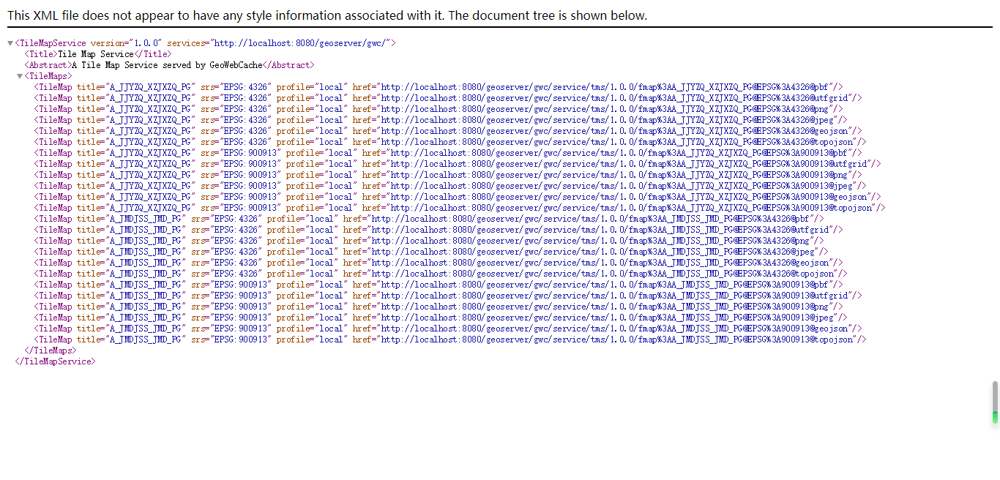 This XML file does not appear to have any style information associated with it. The document tree is shown below.
<TileMapService version="1.0.0" services="http://localhost:8080/geoserver/gwc/">
<Title>Tile Map Service</Title>
<Abstract>A Tile Map Service served by GeoWebCache</Abstract>
<TileMaps>
<TileMap title="A_JJYZQ_XZJXZQ_PG" srs="EPSG:4326" profile="local" href="http://localhost:8080/geoserver/gwc/service/tms/1.0.0/fmap%3AA_JJYZQ_XZJXZQ_PG@EPSG%3A4326@pbf"/>
<TileMap title="A_JJYZQ_XZJXZQ_PG" srs="EPSG:4326" profile="local" href="http://localhost:8080/geoserver/gwc/service/tms/1.0.0/fmap%3AA_JJYZQ_XZJXZQ_PG@EPSG%3A4326@utfgrid"/>
<TileMap title="A_JJYZQ_XZJXZQ_PG" srs="EPSG:4326" profile="local" href="http://localhost:8080/geoserver/gwc/service/tms/1.0.0/fmap%3AA_JJYZQ_XZJXZQ_PG@EPSG%3A4326@png"/>
<TileMap title="A_JJYZQ_XZJXZQ_PG" srs="EPSG:4326" profile="local" href="http://localhost:8080/geoserver/gwc/service/tms/1.0.0/fmap%3AA_JJYZQ_XZJXZQ_PG@EPSG%3A4326@jpeg"/>
<TileMap title="A_JJYZQ_XZJXZQ_PG" srs="EPSG:4326" profile="local" href="http://localhost:8080/geoserver/gwc/service/tms/1.0.0/fmap%3AA_JJYZQ_XZJXZQ_PG@EPSG%3A4326@geojson"/>
<TileMap title="A_JJYZQ_XZJXZQ_PG" srs="EPSG:4326" profile="local" href="http://localhost:8080/geoserver/gwc/service/tms/1.0.0/fmap%3AA_JJYZQ_XZJXZQ_PG@EPSG%3A4326@topojson"/>
<TileMap title="A_JJYZQ_XZJXZQ_PG" srs="EPSG:900913" profile="local" href="http://localhost:8080/geoserver/gwc/service/tms/1.0.0/fmap%3AA_JJYZQ_XZJXZQ_PG@EPSG%3A900913@pbf"/>
<TileMap title="A_JJYZQ_XZJXZQ_PG" srs="EPSG:900913" profile="local" href="http://localhost:8080/geoserver/gwc/service/tms/1.0.0/fmap%3AA_JJYZQ_XZJXZQ_PG@EPSG%3A900913@utfgrid"/>
<TileMap title="A_JJYZQ_XZJXZQ_PG" srs="EPSG:900913" profile="local" href="http://localhost:8080/geoserver/gwc/service/tms/1.0.0/fmap%3AA_JJYZQ_XZJXZQ_PG@EPSG%3A900913@png"/>
<TileMap title="A_JJYZQ_XZJXZQ_PG" srs="EPSG:900913" profile="local" href="http://localhost:8080/geoserver/gwc/service/tms/1.0.0/fmap%3AA_JJYZQ_XZJXZQ_PG@EPSG%3A900913@jpeg"/>
<TileMap title="A_JJYZQ_XZJXZQ_PG" srs="EPSG:900913" profile="local" href="http://localhost:8080/geoserver/gwc/service/tms/1.0.0/fmap%3AA_JJYZQ_XZJXZQ_PG@EPSG%3A900913@geojson"/>
<TileMap title="A_JJYZQ_XZJXZQ_PG" srs="EPSG:900913" profile="local" href="http://localhost:8080/geoserver/gwc/service/tms/1.0.0/fmap%3AA_JJYZQ_XZJXZQ_PG@EPSG%3A900913@topojson"/>
<TileMap title="A_JMDJSS_JMD_PG" srs="EPSG:4326" profile="local" href="http://localhost:8080/geoserver/gwc/service/tms/1.0.0/fmap%3AA_JMDJSS_JMD_PG@EPSG%3A4326@pbf"/>
<TileMap title="A_JMDJSS_JMD_PG" srs="EPSG:4326" profile="local" href="http://localhost:8080/geoserver/gwc/service/tms/1.0.0/fmap%3AA_JMDJSS_JMD_PG@EPSG%3A4326@utfgrid"/>
<TileMap title="A_JMDJSS_JMD_PG" srs="EPSG:4326" profile="local" href="http://localhost:8080/geoserver/gwc/service/tms/1.0.0/fmap%3AA_JMDJSS_JMD_PG@EPSG%3A4326@png"/>
<TileMap title="A_JMDJSS_JMD_PG" srs="EPSG:4326" profile="local" href="http://localhost:8080/geoserver/gwc/service/tms/1.0.0/fmap%3AA_JMDJSS_JMD_PG@EPSG%3A4326@jpeg"/>
<TileMap title="A_JMDJSS_JMD_PG" srs="EPSG:4326" profile="local" href="http://localhost:8080/geoserver/gwc/service/tms/1.0.0/fmap%3AA_JMDJSS_JMD_PG@EPSG%3A4326@geojson"/>
<TileMap title="A_JMDJSS_JMD_PG" srs="EPSG:4326" profile="local" href="http://localhost:8080/geoserver/gwc/service/tms/1.0.0/fmap%3AA_JMDJSS_JMD_PG@EPSG%3A4326@topojson"/>
<TileMap title="A_JMDJSS_JMD_PG" srs="EPSG:900913" profile="local" href="http://localhost:8080/geoserver/gwc/service/tms/1.0.0/fmap%3AA_JMDJSS_JMD_PG@EPSG%3A900913@pbf"/>
<TileMap title="A_JMDJSS_JMD_PG" srs="EPSG:900913" profile="local" href="http://localhost:8080/geoserver/gwc/service/tms/1.0.0/fmap%3AA_JMDJSS_JMD_PG@EPSG%3A900913@utfgrid"/>
<TileMap title="A_JMDJSS_JMD_PG" srs="EPSG:900913" profile="local" href="http://localhost:8080/geoserver/gwc/service/tms/1.0.0/fmap%3AA_JMDJSS_JMD_PG@EPSG%3A900913@png"/>
<TileMap title="A_JMDJSS_JMD_PG" srs="EPSG:900913" profile="local" href="http://localhost:8080/geoserver/gwc/service/tms/1.0.0/fmap%3AA_JMDJSS_JMD_PG@EPSG%3A900913@jpeg"/>
<TileMap title="A_JMDJSS_JMD_PG" srs="EPSG:900913" profile="local" href="http://localhost:8080/geoserver/gwc/service/tms/1.0.0/fmap%3AA_JMDJSS_JMD_PG@EPSG%3A900913@geojson"/>
<TileMap title="A_JMDJSS_JMD_PG" srs="EPSG:900913" profile="local" href="http://localhost:8080/geoserver/gwc/service/tms/1.0.0/fmap%3AA_JMDJSS_JMD_PG@EPSG%3A900913@topojson"/>
</TileMaps>
</TileMapService>